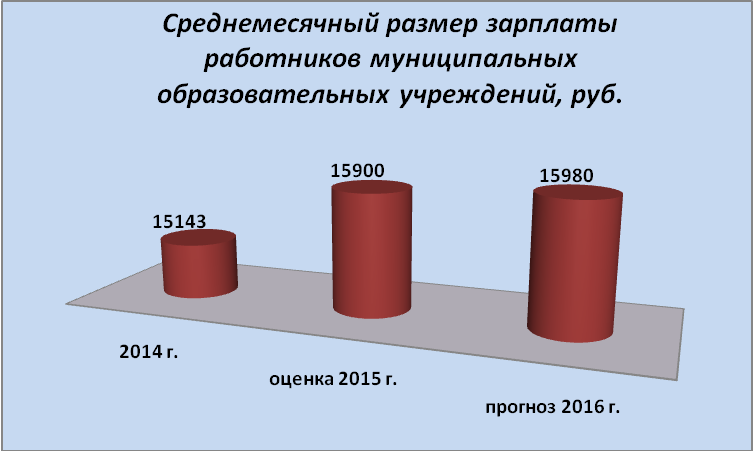 Среднемесячный размер зарплаты
работников муниципальных
образовательных учреждений, руб.
15143
15900
15980
2014 г.
оценка 2015 г.
прогноз 2016 г.